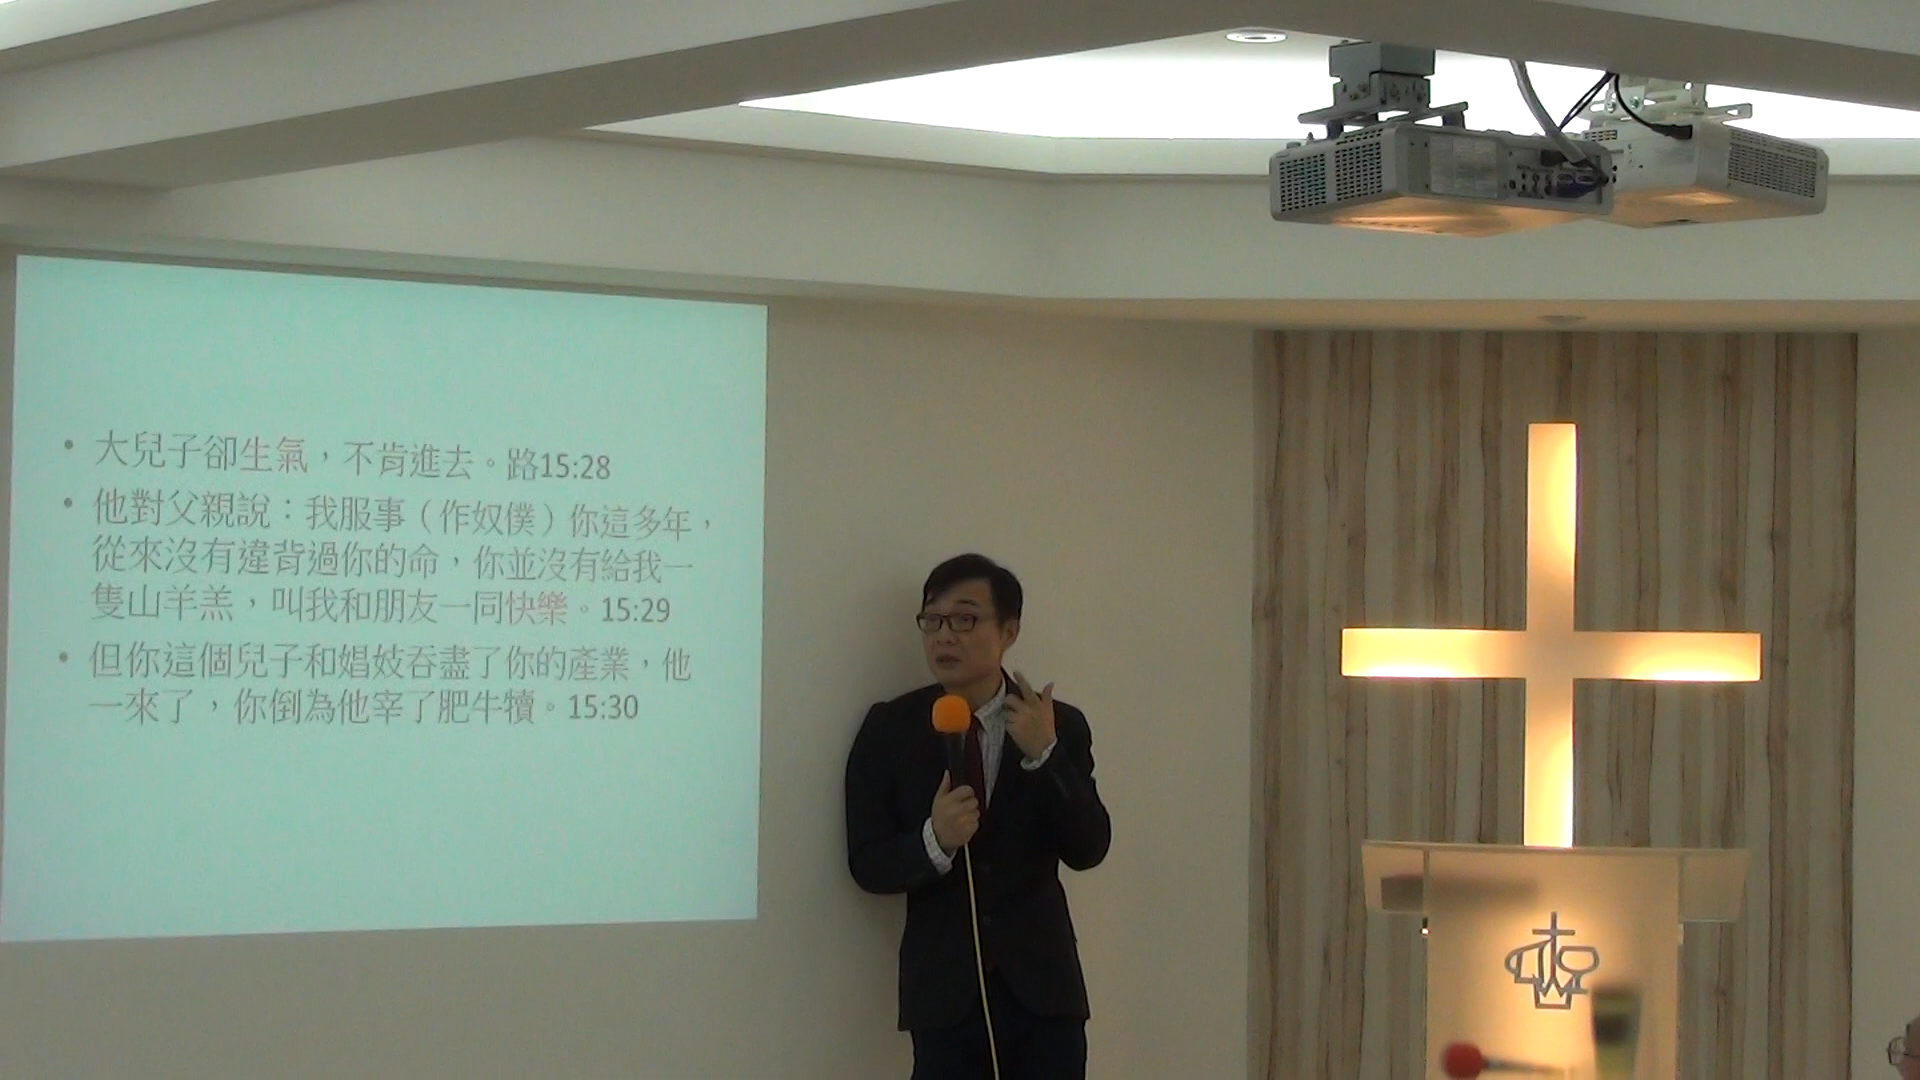 • 大兒子卻生氣，不肯進去。路15:28
• 他對父親說：我服事（作奴僕）你這多年，
從來沒有違背過你的命，你並沒有給我一
隻山羊羔，叫我和朋友一同快樂。15:29
• 但你這個兒子和娼妓吞盡了你的產業，他
一來了，你倒為他宰了肥牛犢。15:30